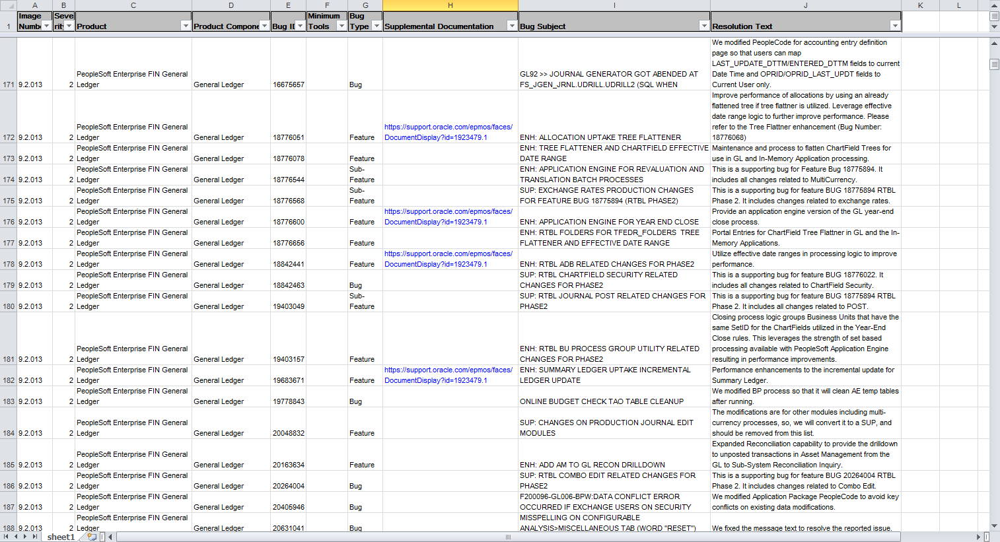 A B C D E F G H I J K L
Image Seve Minimum Bug
1 Numb rity Product Product Compone Bug ID Tools Type Supplemental Documentation Bug Subject Resolution Text
We modified PeopleCode for accounting entry definition
page so that users can map
LAST_UPDATE_DTTM/ENTERED_DTTM fields to current
PeopleSoft Enterprise FIN General GL92 >> JOURNAL GENERATOR GOT ABENDED AT Date Time and OPRID/OPRID_LAST_UPDT fields to
171 9.2.013 2 Ledger General Ledger 16675657 Bug FS_JGEN_JRNL.UDRILL.UDRILL2 (SQL WHEN Current User only.
Improve performance of allocations by using an already
flattened tree if tree flattner is utilized. Leverage effective
date range logic to further improve performance. Please
PeopleSoft Enterprise FIN General https://support.oracle.com/epmos/faces/ refer to the Tree Flattner enhancement (Bug Number:
172 9.2.013 2 Ledger General Ledger 18776051 Feature DocumentDisplay?id=1923479.1 ENH: ALLOCATION UPTAKE TREE FLATTENER 18776068)
PeopleSoft Enterprise FIN General ENH: TREE FLATTENER AND CHARTFIELD EFFECTIVE Maintenance and process to flatten ChartField Trees for
173 9.2.013 2 Ledger General Ledger 18776078 Feature DATE RANGE use in GL and In-Memory Application processing.
PeopleSoft Enterprise FIN General Sub- ENH: APPLICATION ENGINE FOR REVALUATION AND This is a supporting bug for Feature Bug 18775894. It
174 9.2.013 2 Ledger General Ledger 18776544 Feature TRANSLATION BATCH PROCESSES includes all changes related to MultiCurrency.
PeopleSoft Enterprise FIN General Sub- SUP: EXCHANGE RATES PRODUCTION CHANGES This is a supporting bug for feature BUG 18775894 RTBL
175 9.2.013 2 Ledger General Ledger 18776568 Feature FOR FEATURE BUG 18775894 (RTBL PHASE2) Phase 2. It includes changes related to exchange rates.
PeopleSoft Enterprise FIN General https://support.oracle.com/epmos/faces/ Provide an application engine version of the GL year-end
176 9.2.013 2 Ledger General Ledger 18776600 Feature DocumentDisplay?id=1923479.1 ENH: APPLICATION ENGINE FOR YEAR END CLOSE close process.
PeopleSoft Enterprise FIN General ENH: RTBL FOLDERS FOR TFEDR_FOLDERS TREE Portal Entries for ChartField Tree Flattner in GL and the In-
177 9.2.013 2 Ledger General Ledger 18776656 Feature FLATTENER AND EFFECTIVE DATE RANGE Memory Applications.
PeopleSoft Enterprise FIN General https://support.oracle.com/epmos/faces/ Utilize effective date ranges in processing logic to improve
178 9.2.013 2 Ledger General Ledger 18842441 Feature DocumentDisplay?id=1923479.1 ENH: RTBL ADB RELATED CHANGES FOR PHASE2 performance.
PeopleSoft Enterprise FIN General SUP: RTBL CHARTFIELD SECURITY RELATED This is a supporting bug for feature BUG 18776022. It
179 9.2.013 2 Ledger General Ledger 18842463 Bug CHANGES FOR PHASE2 includes all changes related to ChartField Security.
PeopleSoft Enterprise FIN General Sub- SUP: RTBL JOURNAL POST RELATED CHANGES FOR This is a supporting bug for feature BUG 18775894 RTBL
180 9.2.013 2 Ledger General Ledger 19403049 Feature PHASE2 Phase 2. It includes all changes related to POST.
Closing process logic groups Business Units that have the
same SetID for the ChartFields utilized in the Year-End
Close rules. This leverages the strength of set based
PeopleSoft Enterprise FIN General ENH: RTBL BU PROCESS GROUP UTILITY RELATED processing available with PeopleSoft Application Engine
181 9.2.013 2 Ledger General Ledger 19403157 Feature CHANGES FOR PHASE2 resulting in performance improvements.
PeopleSoft Enterprise FIN General https://support.oracle.com/epmos/faces/ ENH: SUMMARY LEDGER UPTAKE INCREMENTAL Performance enhancements to the incremental update for
182 9.2.013 2 Ledger General Ledger 19683671 Feature DocumentDisplay?id=1923479.1 LEDGER UPDATE Summary Ledger.
PeopleSoft Enterprise FIN General We modified BP process so that it will clean AE temp tables
183 9.2.013 2 Ledger General Ledger 19778843 Bug ONLINE BUDGET CHECK TAO TABLE CLEANUP after running.
The modifications are for other modules including multi-
PeopleSoft Enterprise FIN General SUP: CHANGES ON PRODUCTION JOURNAL EDIT currency processes, so, we will convert it to a SUP, and
184 9.2.013 2 Ledger General Ledger 20048832 Feature MODULES should be removed from this list.
Expanded Reconciliation capability to provide the drilldown
PeopleSoft Enterprise FIN General to unposted transactions in Asset Management from the
185 9.2.013 2 Ledger General Ledger 20163634 Feature ENH: ADD AM TO GL RECON DRILLDOWN GL to Sub-System Reconciliation Inquiry.
PeopleSoft Enterprise FIN General SUP: RTBL COMBO EDIT RELATED CHANGES FOR This is a supporting bug for feature BUG 20264004 RTBL
186 9.2.013 2 Ledger General Ledger 20264004 Bug PHASE2 Phase 2. It includes changes related to Combo Edit.
PeopleSoft Enterprise FIN General F200096-GL006-BPW:DATA CONFLICT ERROR We modified Application Package PeopleCode to avoid key
187 9.2.013 2 Ledger General Ledger 20405946 Bug OCCURRED IF EXCHANGE USERS ON SECURITY conflicts on existing data modifications.
PeopleSoft Enterprise FIN General MISSPELLING ON CONFIGURABLE
188 9.2.013 2 Ledger General Ledger 20631041 Bug ANALYSIS>MISCELLANEOUS TAB (WORD "RESET") We fixed the message text to resolve the reported issue.
sheet1